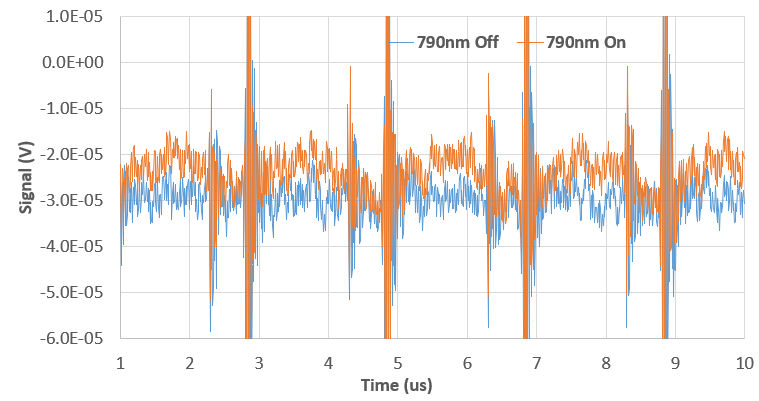 1.0E-05
790nm Off
790nm On
0.0E+00
-1.0E-05
-2.0E-05
-3.0E-05
-4.0E-05
-5.0E-05
-6.0E-05
Signal (V)
1 2 3 4 5 6 7 8 9 10
Time (us)